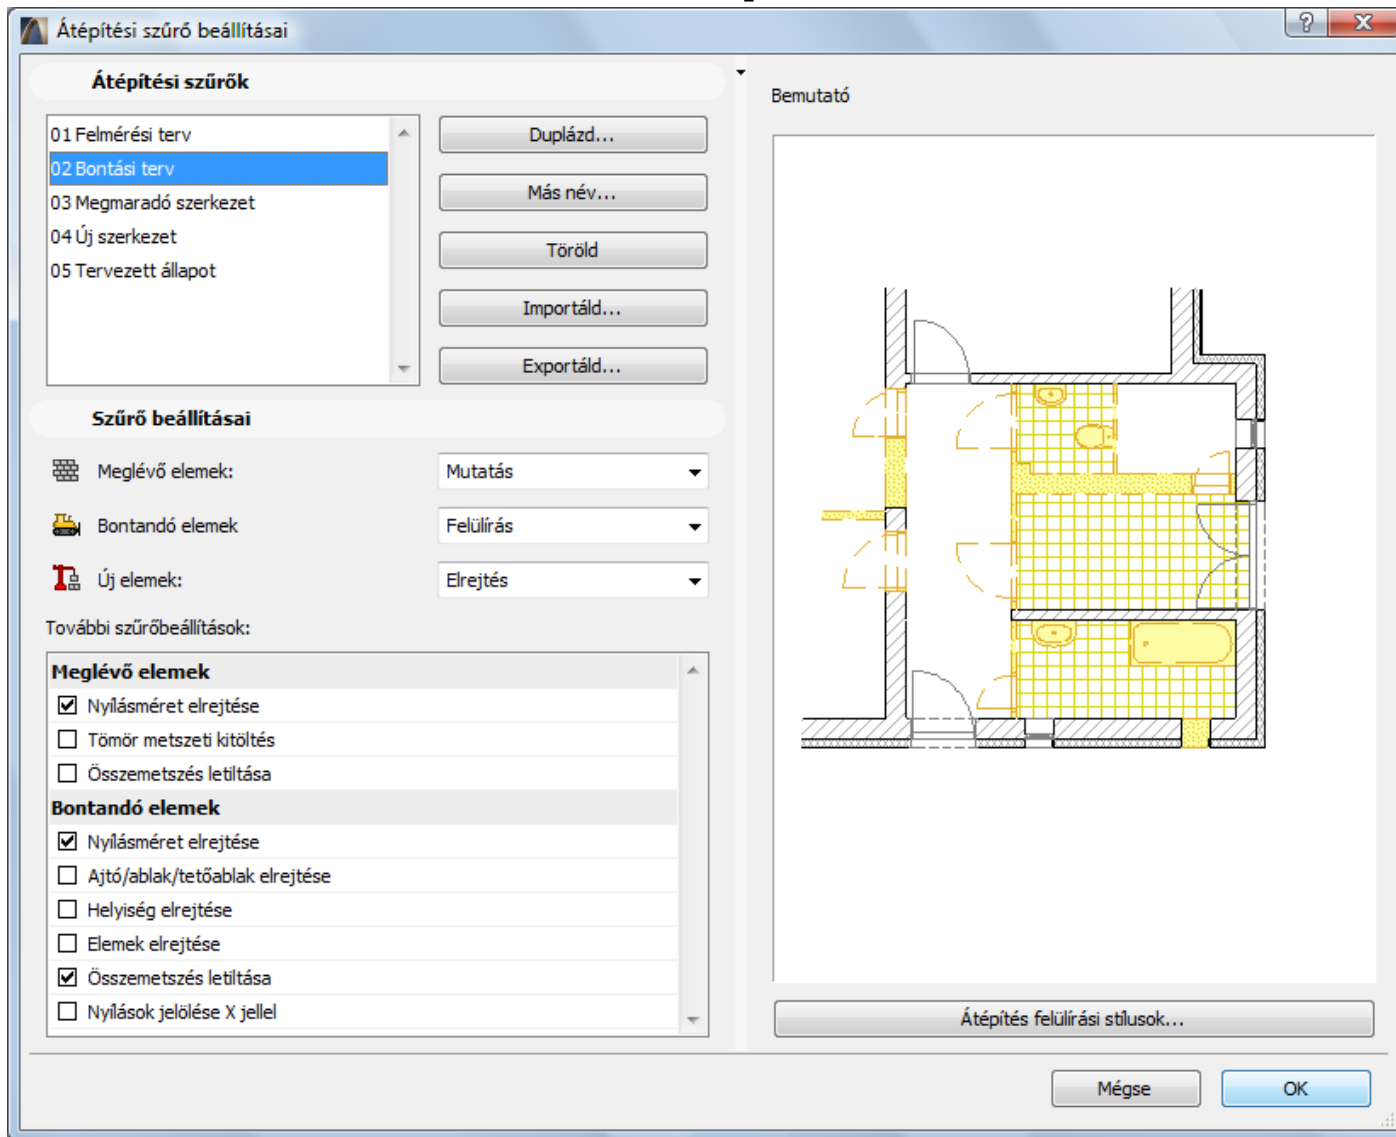 Átépítési szűrő beállításai
Átépítési szűrők
01 Felmérési terv
02 Bontási terv
03 Megmaradó szerkezet
04 Új szerkezet
05 Tervezett állapot
Duplázd...
Más név...
Töröld
Importáld...
Exportáld...
Szűrő beállításai
Meglévő elemek: Mutatás
Bontandó elemek Felülírás
Új elemek: Elrejtés
További szűrőbeállítások:
Meglévő elemek
Nyílásméret elrejtése
Tömör metszeti kitöltés
Összemetszés letiltása
Bontandó elemek
Nyílásméret elrejtése
Ajtó/ablak/tetőablak elrejtése
Helyiség elrejtése
Elemek elrejtése
Összemetszés letiltása
Nyílások jelölése X jellel
Bemutató
Átépítés felülírási stílusok...
Mégse
OK